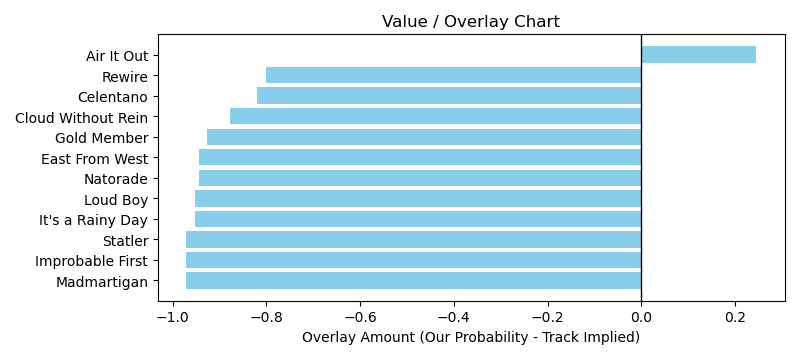 Value / Overlay Chart
Air It Out
Rewire
Celentano
Cloud Without Rein
Gold Member
East From West
Natorade
Loud Boy
It's a Rainy Day
Statler
Improbable First
Madmartigan
−1.0 −0.8 −0.6 −0.4 −0.2 0.0 0.2
Overlay Amount (Our Probability - Track Implied)